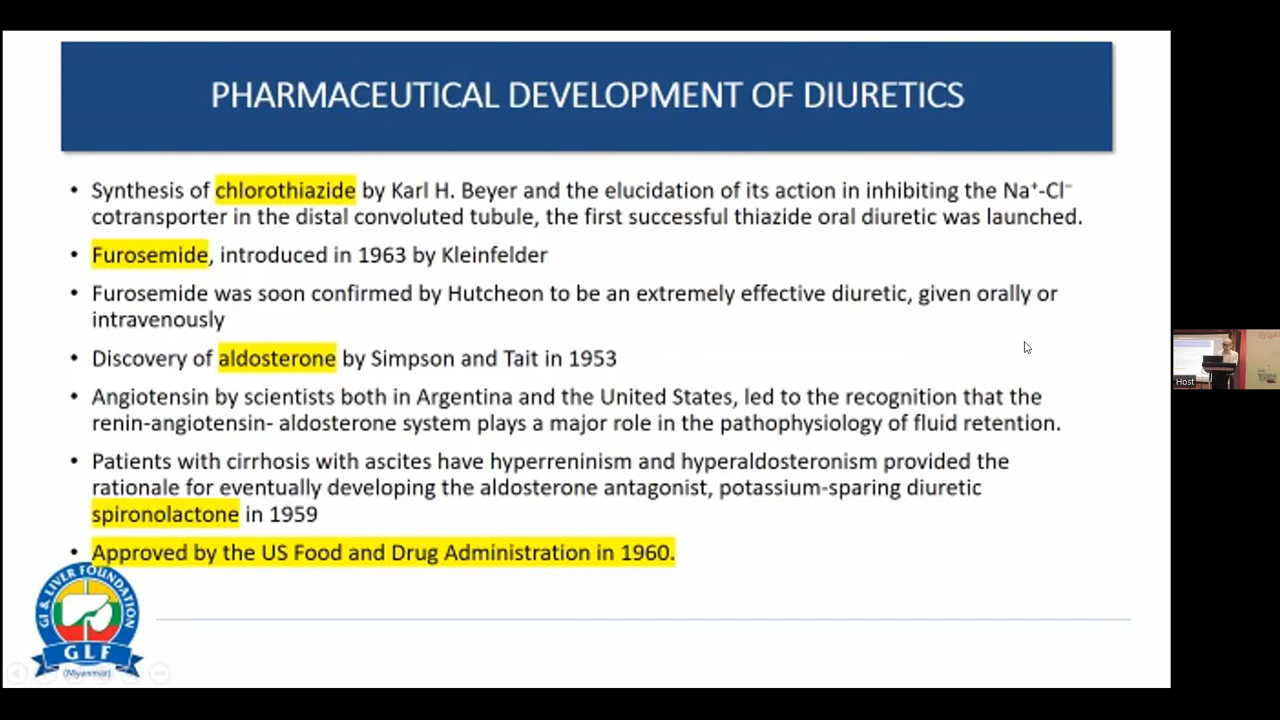 PHARMACEUTICAL DEVELOPMENT OF DIURETICS
• Synthesis of chlorothiazide by Karl H. Beyer and the elucidation of its action in inhibiting the Na⁺-Cl⁻
cotransporter in the distal convoluted tubule, the first successful thiazide oral diuretic was launched.
• Furosemide, introduced in 1963 by Kleinfelder
• Furosemide was soon confirmed by Hutcheon to be an extremely effective diuretic, given orally or
intravenously
• Discovery of aldosterone by Simpson and Tait in 1953
• Angiotensin by scientists both in Argentina and the United States, led to the recognition that the
renin-angiotensin- aldosterone system plays a major role in the pathophysiology of fluid retention.
• Patients with cirrhosis with ascites have hyperreninism and hyperaldosteronism provided the
rationale for eventually developing the aldosterone antagonist, potassium-sparing diuretic
spironolactone in 1959
• Approved by the US Food and Drug Administration in 1960.
GI & LIVER FOUNDATION
GLF
(Myanmar)
Host